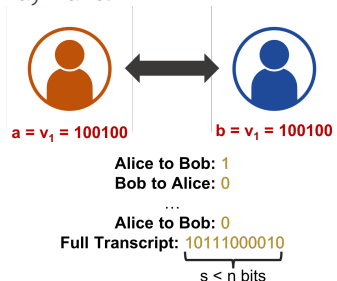 a = v₁ = 100100
b = v₁ = 100100
Alice to Bob: 1
Bob to Alice: 0
...
Alice to Bob: 0
Full Transcript: 10111000010
s < n bits